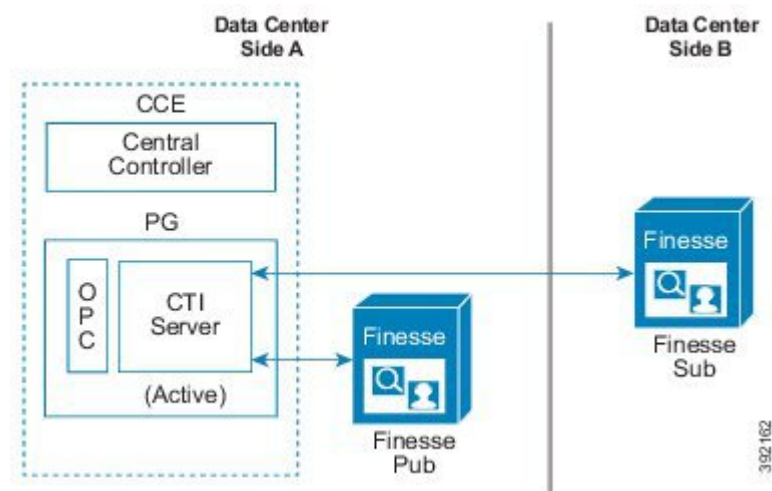 Data Center
Side A
Data Center
Side B
CCE
Central
Controller
PG
O
P
C
CTI
Server
(Active)
Finesse
Finesse
Pub
Finesse
Finesse
Sub
392162